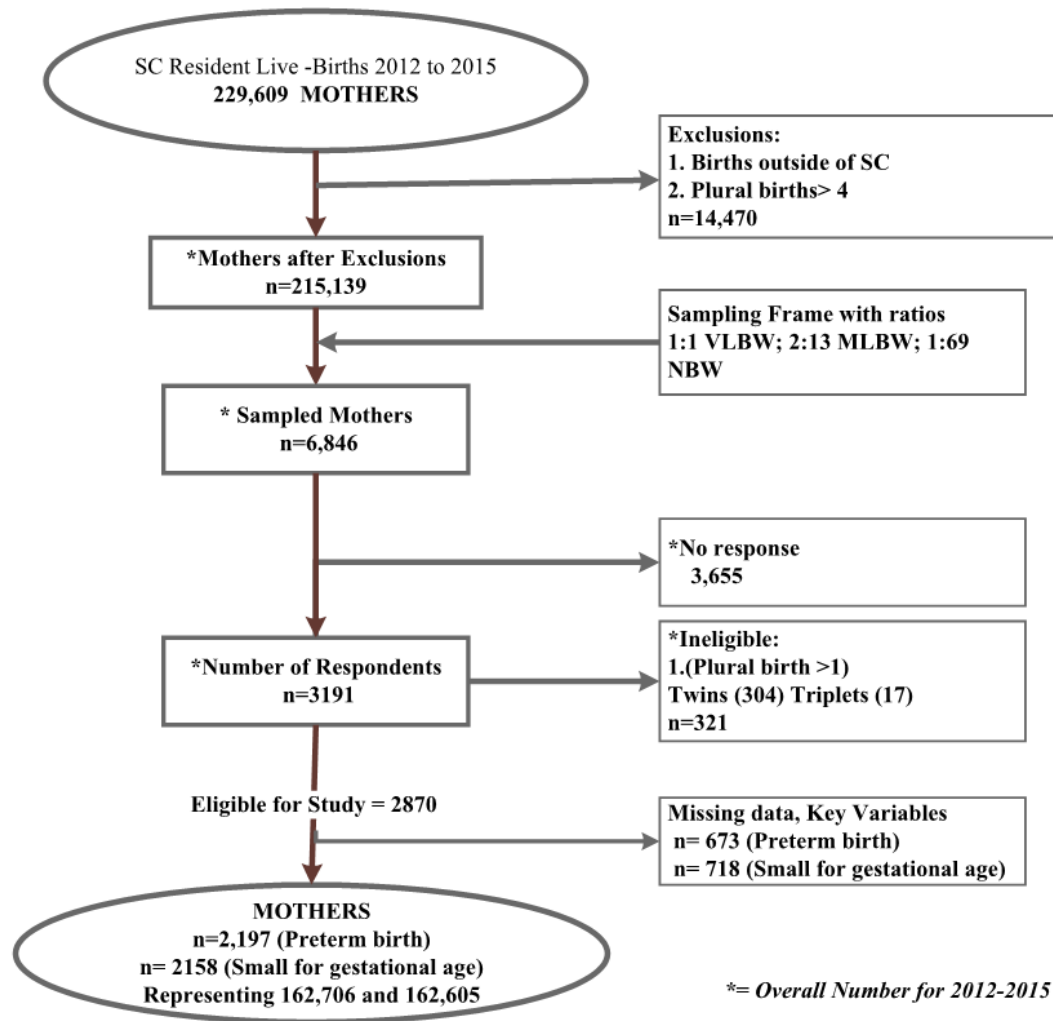 SC Resident Live -Births 2012 to 2015
229,609 MOTHERS
Exclusions:
1. Births outside of SC
2. Plural births> 4
n=14,470
*Mothers after Exclusions
n=215,139
Sampling Frame with ratios
1:1 VLBW; 2:13 MLBW; 1:69
NBW
* Sampled Mothers
n=6,846
*No response
3,655
*Number of Respondents
n=3191
*Ineligible:
1.(Plural birth >1)
Twins (304) Triplets (17)
n=321
Eligible for Study = 2870
Missing data, Key Variables
n= 673 (Preterm birth)
n= 718 (Small for gestational age)
MOTHERS
n=2,197 (Preterm birth)
n= 2158 (Small for gestational age)
Representing 162,706 and 162,605
*= Overall Number for 2012-2015